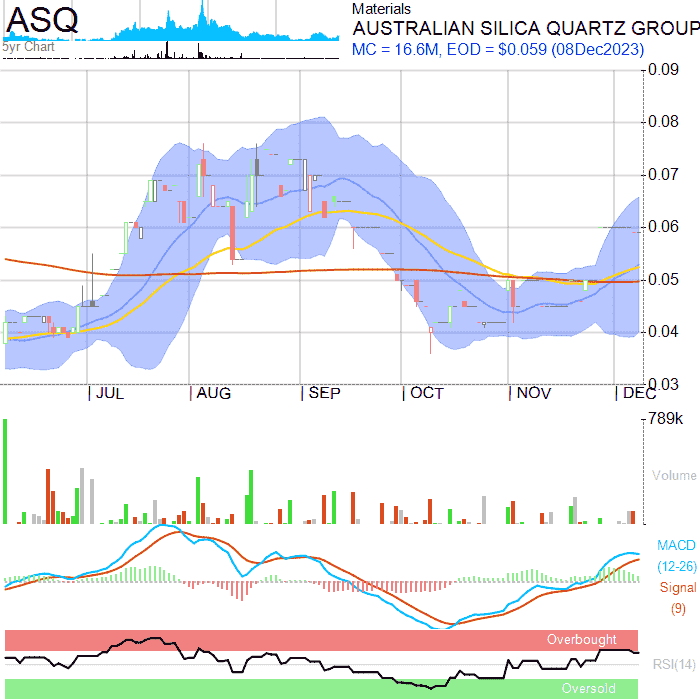 ASQ
5yr Chart
Materials
AUSTRALIAN SILICA QUARTZ GROUP
MC = 16.6M, EOD = $0.059 (08Dec2023)
0.09
0.08
0.07
0.06
0.05
0.04
0.03
JUL AUG SEP OCT NOV DEC
789k
Volume
MACD
(12-26)
Signal
(9)
Overbought
RSI(14)
Oversold